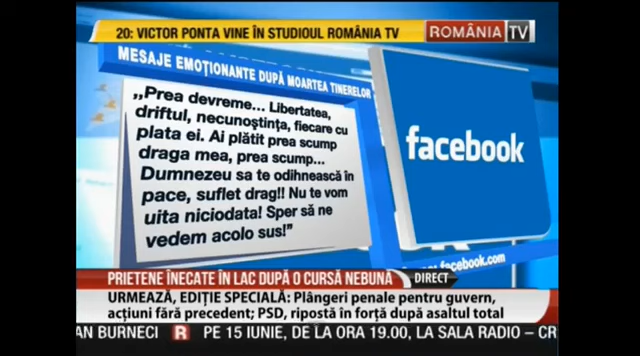 20: VICTOR PONTA VINE ÎN STUDIOUL ROMÂNIA TV
ROMÂNIA TV
MESAJE EMOȚIONANTE DUPĂ MOARTEA TINERELOR
,,Prea devreme... Libertatea,
driftul, necunoștința, fiecare cu
plata ei. Ai plătit prea scump
draga mea, prea scump...
Dumnezeu sa te odihnească în
pace, suflet drag!! Nu te vom
uita niciodata! Sper să ne
vedem acolo sus!”
facebook
facebook.com
PRIETENE ÎNECATE ÎN LAC DUPĂ O CURSĂ NEBUNĂ
DIRECT
URMEAZĂ, EDIȚIE SPECIALĂ: Plângeri penale pentru guvern,
acțiuni fără precedent; PSD, ripostă în forță după asaltul total
AN BURNECI
R
PE 15 IUNIE, DE LA ORA 19.00, LA SALA RADIO - CR